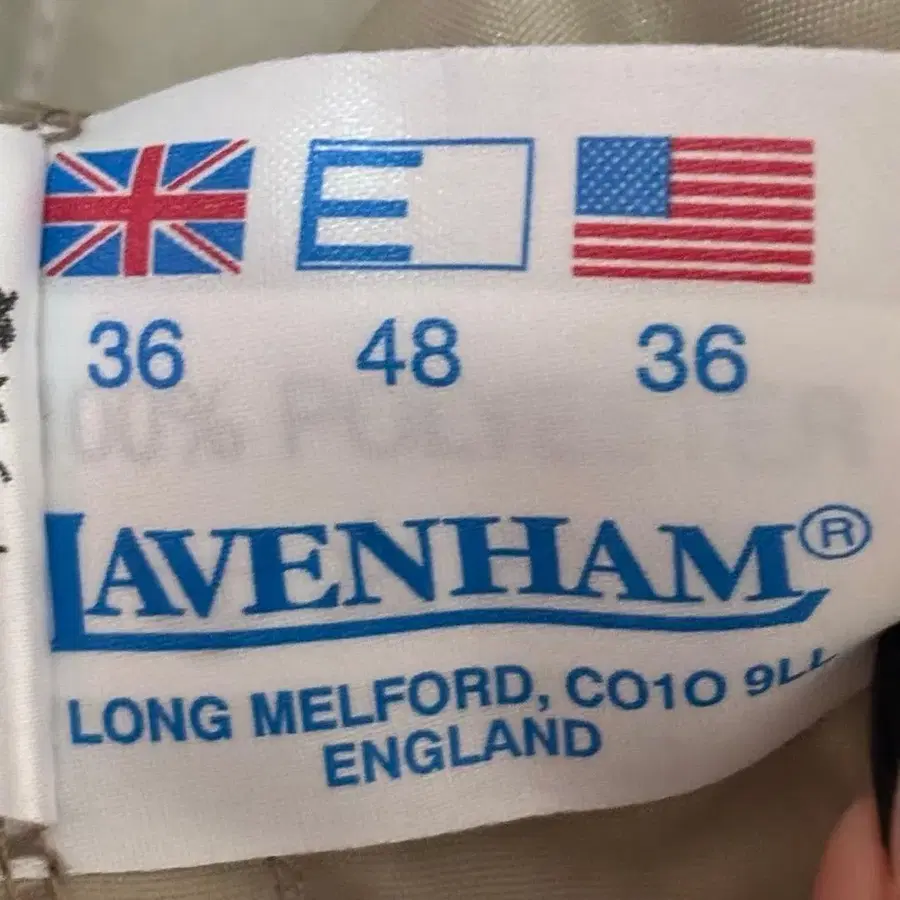 E
36 48 36
LAVENHAM®
LONG MELFORD, CO10 9LL
ENGLAND